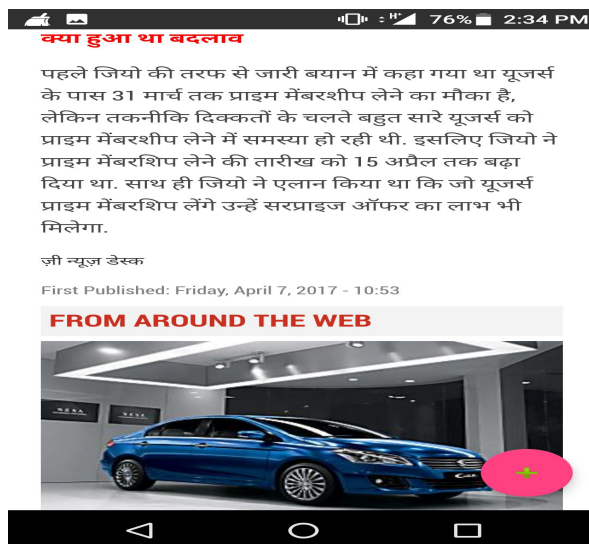 H+ 76% 2:34 PM
क्या हुआ था बदलाव
पहले जियो की तरफ से जारी बयान में कहा गया था यूजर्स
के पास 31 मार्च तक प्राइम मेंबरशीप लेने का मौका है,
लेकिन तकनीकि दिक्कतों के चलते बहुत सारे यूजर्स को
प्राइम मेंबरशीप लेने में समस्या हो रही थी. इसलिए जियो ने
प्राइम मेंबरशिप लेने की तारीख को 15 अप्रैल तक बढ़ा
दिया था. साथ ही जियो ने एलान किया था कि जो यूजर्स
प्राइम मेंबरशिप लेंगे उन्हें सरप्राइज ऑफर का लाभ भी
मिलेगा.
ज़ी न्यूज़ डेस्क
First Published: Friday, April 7, 2017 - 10:53
FROM AROUND THE WEB
NEXA
NEXA
+